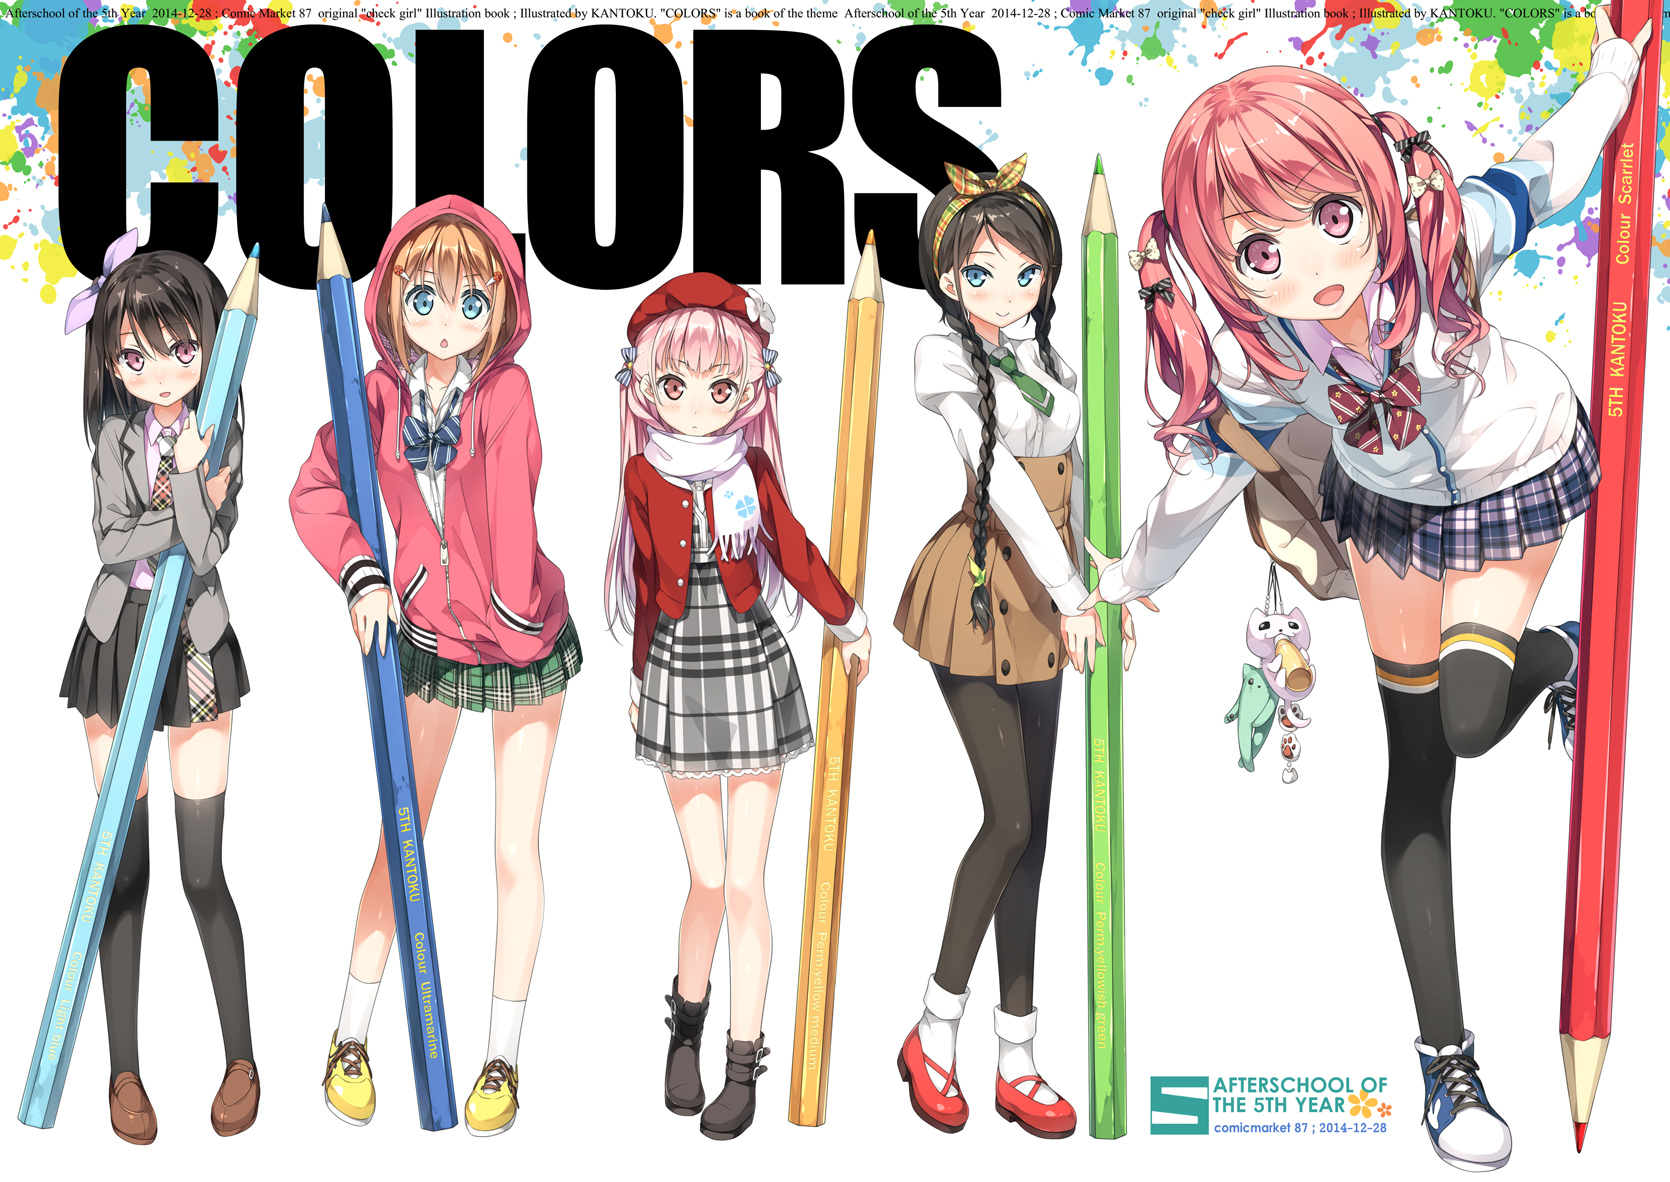 Afterschool of the 5th Year  2014-12-28 ; Comic Market 87  original "check girl" Illustration book ; Illustrated by KANTOKU. "COLORS" is a book of the theme  Afterschool of the 5th Year  2014-12-28 ; Comic Market 87  original "check girl" Illustration book ; Illustrated by KANTOKU. "COLORS" is a
COLORS
5TH KANTOKU Colour Light blue
5TH KANTOKU Colour Ultramarine
5TH KANTOKU Colour Perm.yellow medium
5TH KANTOKU Colour Perm.yellowish green
5TH KANTOKU Colour Scarrlet
5 AFTERSCHOOL OF
THE 5TH YEAR
comicmarket 87 ; 2014-12-28